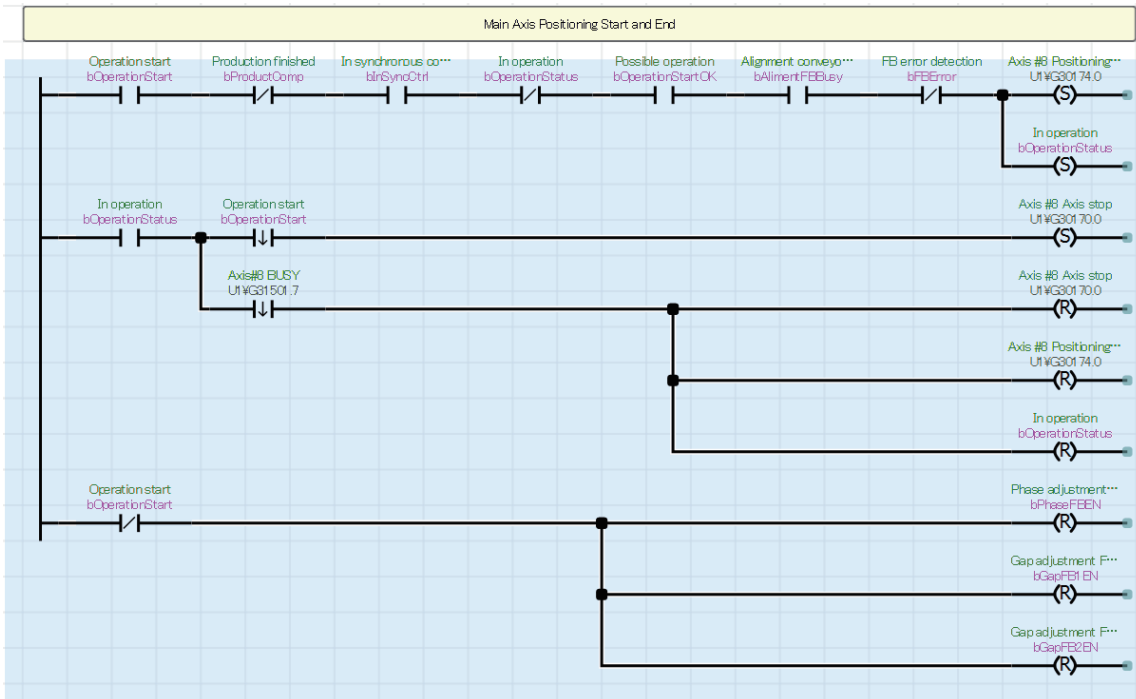 Main Axis Positioning Start and End
Operation start
bOperationStart
Production finished
bProductComp
In synchronous co…
bInSyncCtrl
In operation
bOperationStatus
Possible operation
bOperationStartOK
Alignment conveyo…
bAlimentFBBusy
FB error detection
bFBError
Axis #8 Positioning…
U1¥G30174.0
(S)
In operation
bOperationStatus
(S)
In operation
bOperationStatus
Operation start
bOperationStart
Axis #8 Axis stop
U1¥G30170.0
(S)
Axis#8 BUSY
U1¥G31501.7
Axis #8 Axis stop
U1¥G30170.0
(R)
Axis #8 Positioning…
U1¥G30174.0
(R)
In operation
bOperationStatus
(R)
Operation start
bOperationStart
Phase adjustment…
bPhaseFBEN
(R)
Gap adjustment F…
bGapFB1EN
(R)
Gap adjustment F…
bGapFB2EN
(R)